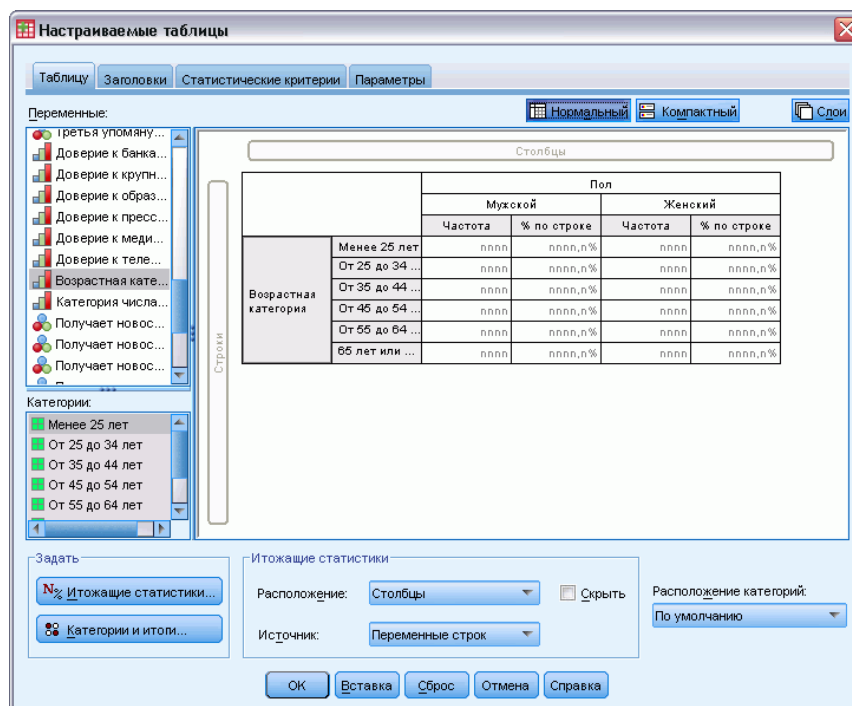 Настраиваемые таблицы
Таблицу Заголовки Статистические критерии Параметры
Переменные:
Нормальный Компактный Слои
Третья упомяну...
Доверие к банка...
Доверие к крупн...
Доверие к образ...
Доверие к пресс...
Доверие к меди...
Доверие к теле...
Возрастная кате...
Категория числа...
Получает новос...
Получает новос...
Получает новос...
Категории:
Менее 25 лет
От 25 до 34 лет
От 35 до 44 лет
От 45 до 54 лет
От 55 до 64 лет
Столбцы
Строки
Пол
Мужской Женский
Частота % по строке Частота % по строке
Возрастная категория
Менее 25 лет nnnn nnnn,n% nnnn nnnn,n%
От 25 до 34 ... nnnn nnnn,n% nnnn nnnn,n%
От 35 до 44 ... nnnn nnnn,n% nnnn nnnn,n%
От 45 до 54 ... nnnn nnnn,n% nnnn nnnn,n%
От 55 до 64 ... nnnn nnnn,n% nnnn nnnn,n%
65 лет или ... nnnn nnnn,n% nnnn nnnn,n%
Задать
N% Итожащие статистики...
Категории и итоги...
Итожащие статистики
Расположение: Столбцы Скрыть
Источник: Переменные строк
Расположение категорий:
По умолчанию
OK Вставка Сброс Отмена Справка